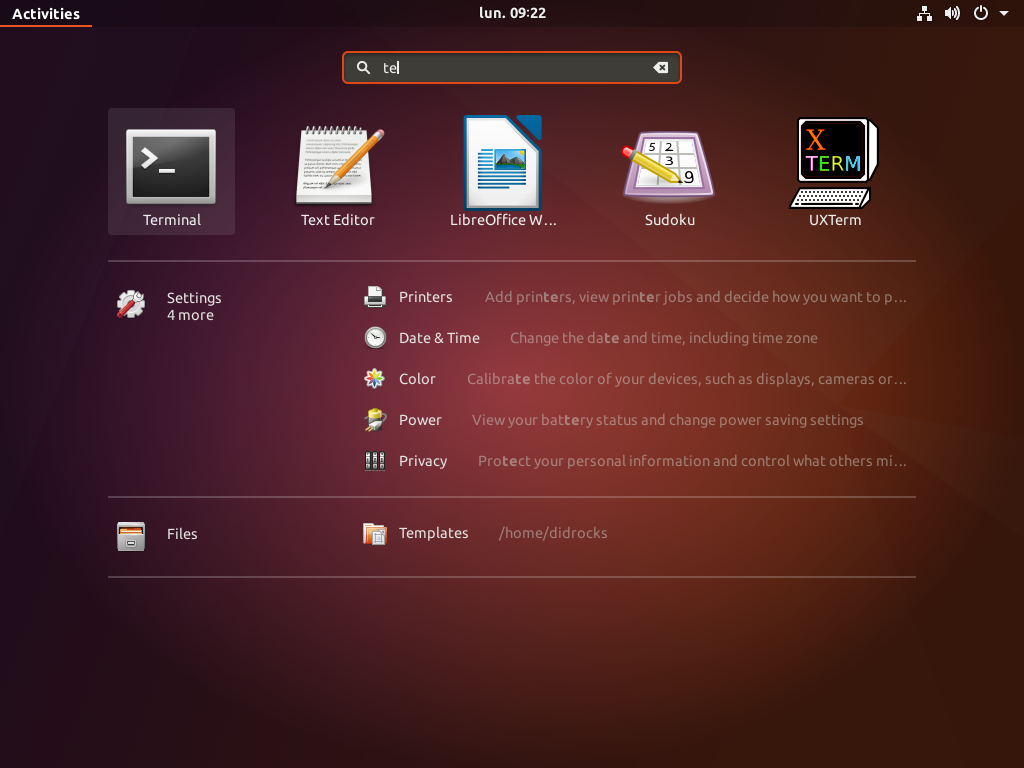 Activities
lun. 09:22
te
Terminal
Text Editor
LibreOffice W...
Sudoku
5 2
3
9
X
TERM
UXTerm
Settings
4 more
Printers Add printers, view printer jobs and decide how you want to p...
Date & Time Change the date and time, including time zone
Color Calibrate the color of your devices, such as displays, cameras or...
Power View your battery status and change power saving settings
Privacy Protect your personal information and control what others mi...
Files
Templates /home/didrocks